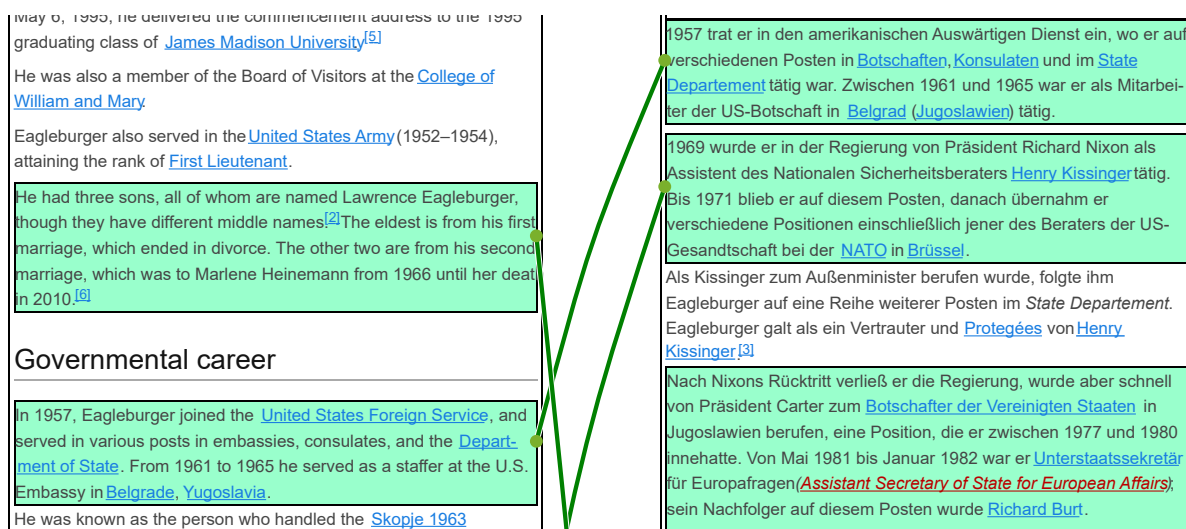 May 6, 1995, he delivered the commencement address to the 1995
graduating class of James Madison University[5]
He was also a member of the Board of Visitors at the College of
William and Mary.
Eagleburger also served in the United States Army (1952–1954),
attaining the rank of First Lieutenant.
He had three sons, all of whom are named Lawrence Eagleburger,
though they have different middle names.[2] The eldest is from his first
marriage, which ended in divorce. The other two are from his second
marriage, which was to Marlene Heinemann from 1966 until her deat
in 2010.[6]
Governmental career
In 1957, Eagleburger joined the United States Foreign Service, and
served in various posts in embassies, consulates, and the Depart-
ment of State. From 1961 to 1965 he served as a staffer at the U.S.
Embassy in Belgrade, Yugoslavia.
He was known as the person who handled the Skopje 1963
1957 trat er in den amerikanischen Auswärtigen Dienst ein, wo er auf
verschiedenen Posten in Botschaften, Konsulaten und im State
Departement tätig war. Zwischen 1961 und 1965 war er als Mitarbei-
ter der US-Botschaft in Belgrad (Jugoslawien) tätig.
1969 wurde er in der Regierung von Präsident Richard Nixon als
Assistent des Nationalen Sicherheitsberaters Henry Kissinger tätig.
Bis 1971 blieb er auf diesem Posten, danach übernahm er
verschiedene Positionen einschließlich jener des Beraters der US-
Gesandtschaft bei der NATO in Brüssel.
Als Kissinger zum Außenminister berufen wurde, folgte ihm
Eagleburger auf eine Reihe weiterer Posten im State Departement.
Eagleburger galt als ein Vertrauter und Protegées von Henry
Kissinger.[3]
Nach Nixons Rücktritt verließ er die Regierung, wurde aber schnell
von Präsident Carter zum Botschafter der Vereinigten Staaten in
Jugoslawien berufen, eine Position, die er zwischen 1977 und 1980
innehatte. Von Mai 1981 bis Januar 1982 war er Unterstaatssekretär
für Europafragen (Assistant Secretary of State for European Affairs);
sein Nachfolger auf diesem Posten wurde Richard Burt.